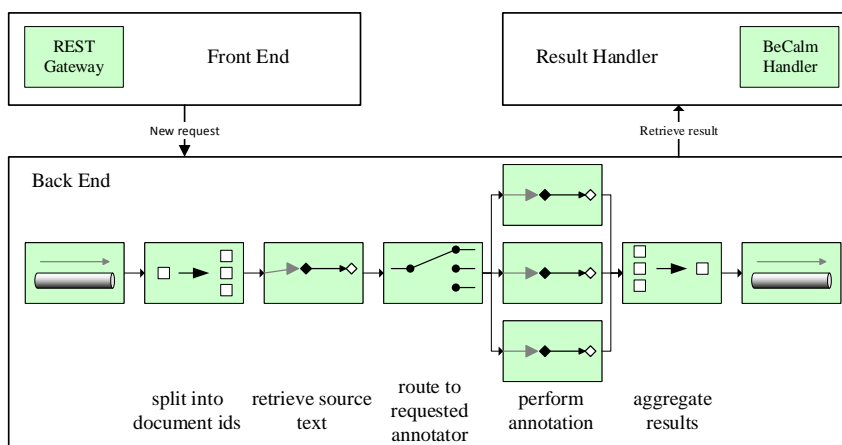 REST
Gateway
Front End
Result Handler
BeCalm
Handler
New request
Retrieve result
Back End
split into
document ids
retrieve source
text
route to
requested
annotator
perform
annotation
aggregate
results